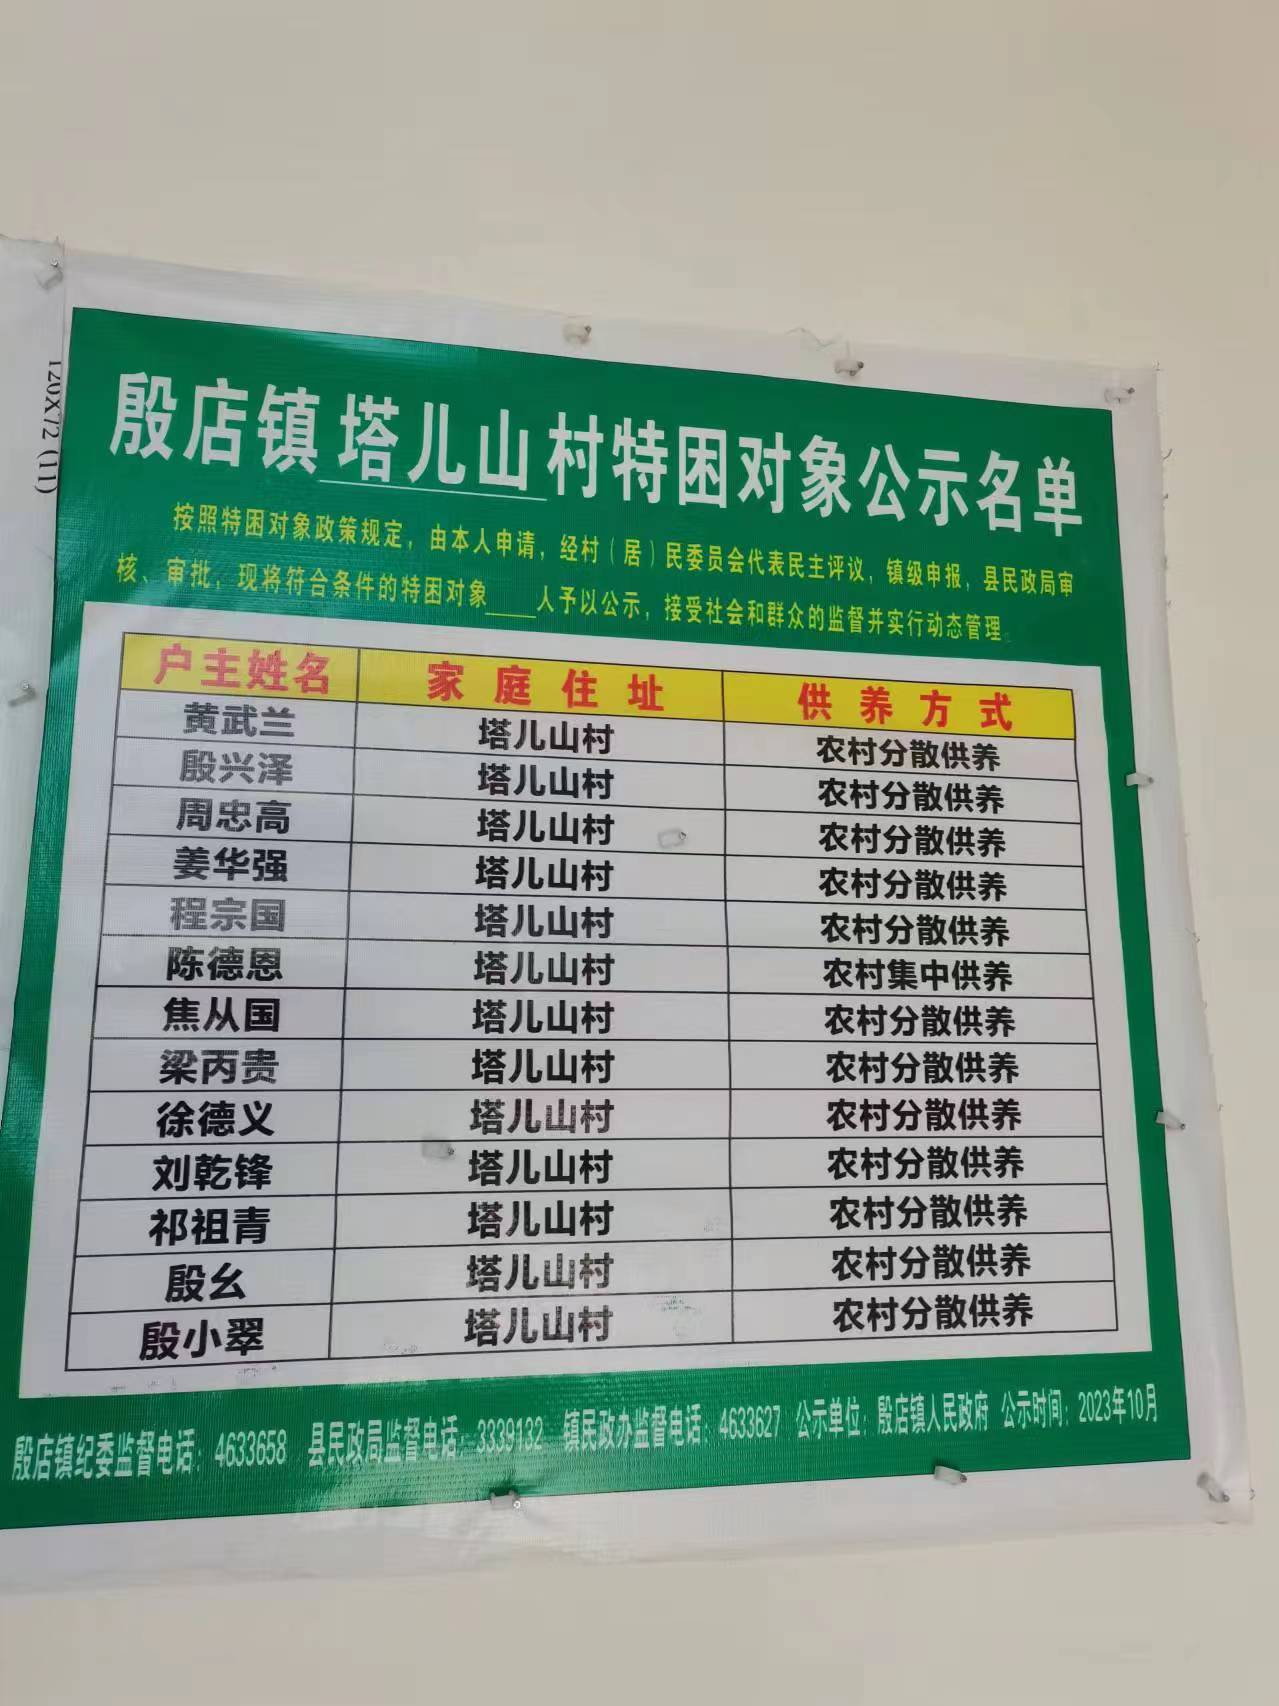 120X72 (11)
殷店镇 塔儿山 村特困对象公示名单
按照特困对象政策规定，由本人申请，经村（居）民委员会代表民主评议，镇级申报，县民政局审
核、审批，现将符合条件的特困对象____人予以公示，接受社会和群众的监督并实行动态管理。
户主姓名 家庭住址 供养方式
黄武兰 塔儿山村 农村分散供养
殷兴泽 塔儿山村 农村分散供养
周忠高 塔儿山村 农村分散供养
姜华强 塔儿山村 农村分散供养
程宗国 塔儿山村 农村分散供养
陈德恩 塔儿山村 农村集中供养
焦从国 塔儿山村 农村分散供养
梁丙贵 塔儿山村 农村分散供养
徐德义 塔儿山村 农村分散供养
刘乾锋 塔儿山村 农村分散供养
祁祖青 塔儿山村 农村分散供养
殷幺 塔儿山村 农村分散供养
殷小翠 塔儿山村 农村分散供养
殷店镇纪委监督电话：4633658 县民政局监督电话：3339132 镇民政办监督电话：4633627 公示单位：殷店镇人民政府 公示时间：2023年10月